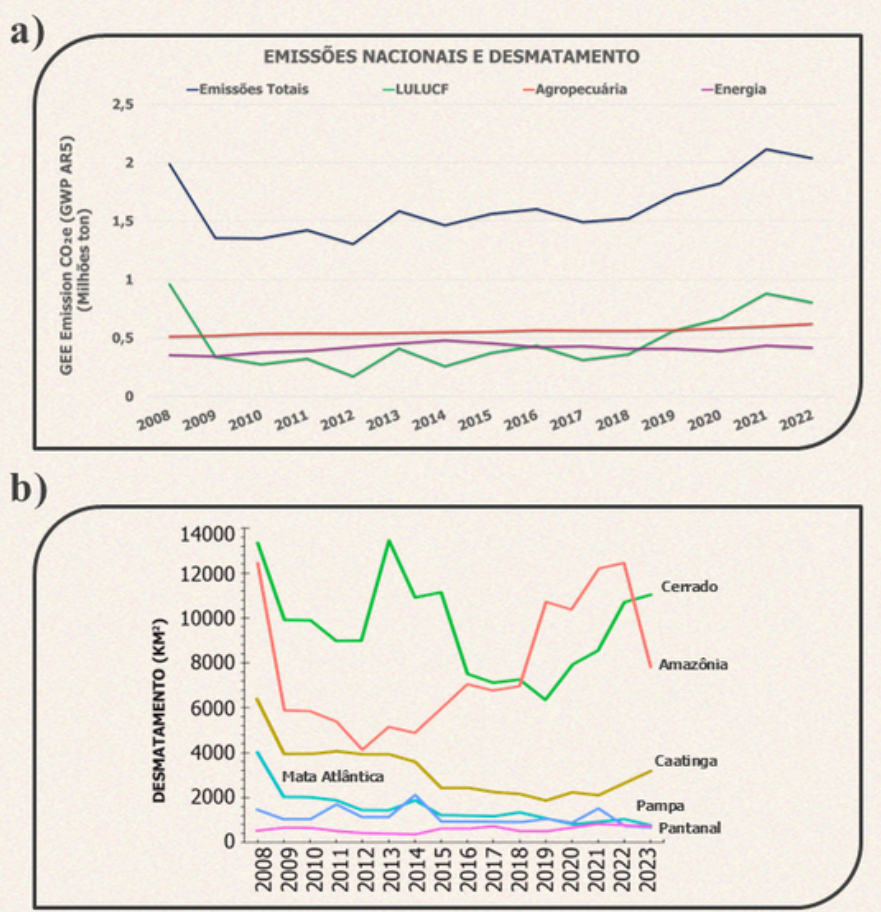 a)
EMISSÕES NACIONAIS E DESMATAMENTO
Emissões Totais LULUCF Agropecuária Energia
GEE Emission CO₂e (GWP AR5)
(Milhões ton)
2,5
2
1,5
1
0,5
0
2008 2009 2010 2011 2012 2013 2014 2015 2016 2017 2018 2019 2020 2021 2022
b)
DESMATAMENTO (KM²)
14000
12000
10000
8000
6000
4000
2000
0
Cerrado
Amazônia
Caatinga
Mata Atlântica
Pampa
Pantanal
2008 2009 2010 2011 2012 2013 2014 2015 2016 2017 2018 2019 2020 2021 2022 2023